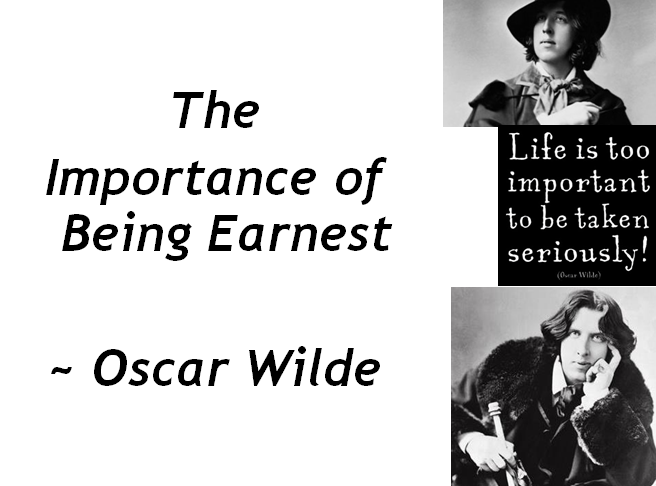 The
Importance of
Being Earnest
~ Oscar Wilde
Life is too
important
to be taken
seriously!
(Oscar Wilde)